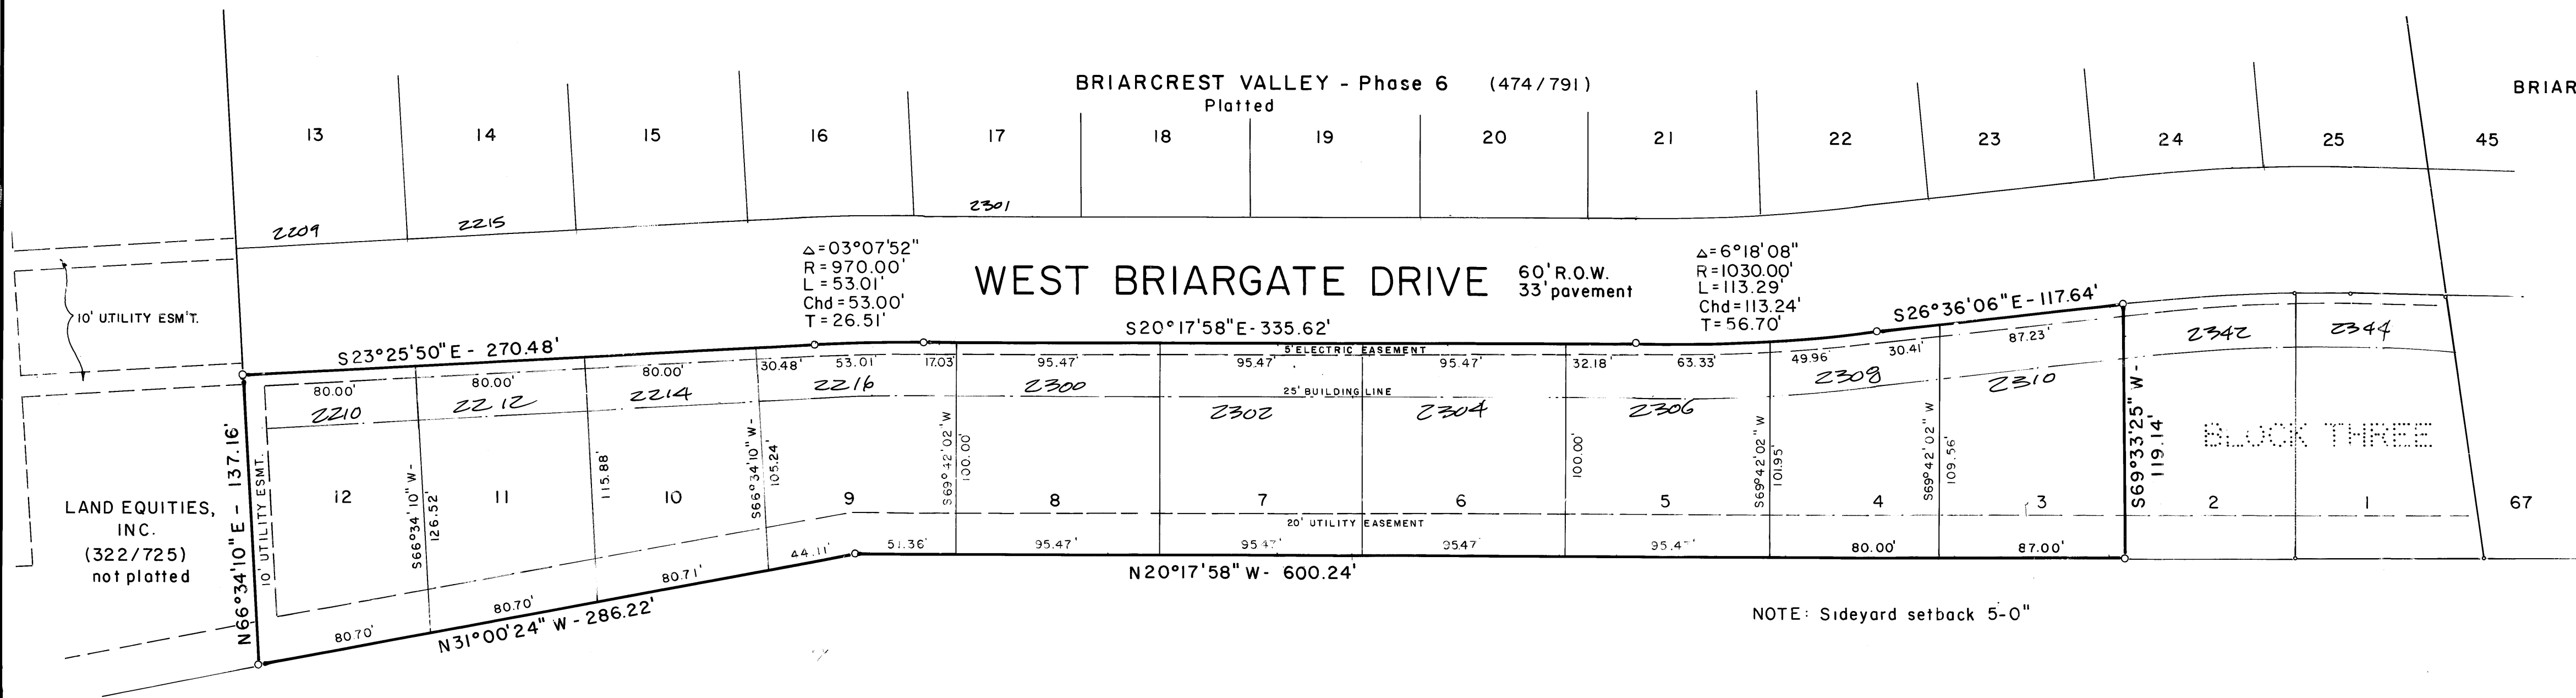 BRIARCREST VALLEY - Phase 6 (474/791)
Platted
BRIAR
13 14 15 16 17 18 19 20 21 22 23 24 25 45
2209 2215 2301
10' UTILITY ESM'T.
△=03°07'52"
R=970.00'
L=53.01'
Chd=53.00'
T=26.51'
WEST BRIARGATE DRIVE
60' R.O.W.
33' pavement
△=6°18'08"
R=1030.00'
L=113.29'
Chd=113.24'
T=56.70'
S23°25'50"E - 270.48'
S20°17'58"E-335.62'
S26°36'06"E-117.64'
5' ELECTRIC EASEMENT
80.00' 80.00' 80.00' 30.48' 53.01' 17.03' 95.47' 95.47' 95.47' 32.18' 63.33' 49.96' 30.41' 87.23'
25' BUILDING LINE
2210 2212 2214 2216 2300 2302 2304 2306 2308 2310 2342 2344
N66°34'10"E - 137.16'
10' UTILITY ESMT.
S66°34'10"W-
126.52'
115.88'
S66°34'10"W-
105.24'
S69°42'02"W
100.00'
100.00'
S69°42'02"W
101.95'
S69°42'02"W
109.56'
S69°33'25"W-
119.14'
BLOCK THREE
LAND EQUITIES,
INC.
(322/725)
not platted
12 11 10 9 8 7 6 5 4 3 2 1 67
20' UTILITY EASEMENT
80.70' 80.70' 80.71' 44.11' 51.36' 95.47' 95.47' 95.47' 95.47' 80.00' 87.00'
N31°00'24"W-286.22'
N20°17'58"W- 600.24'
NOTE: Sideyard setback 5'-0"